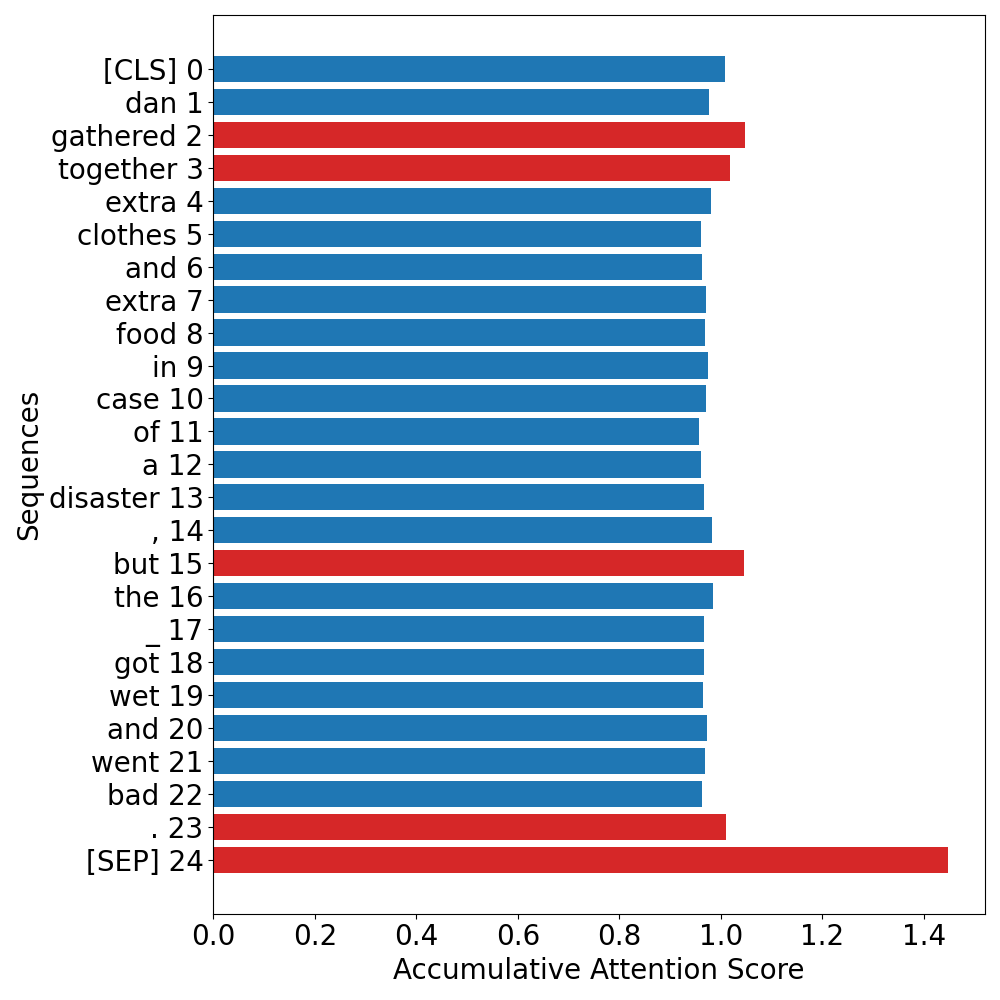 [CLS] 0
dan 1
gathered 2
together 3
extra 4
clothes 5
and 6
extra 7
food 8
in 9
case 10
of 11
a 12
disaster 13
, 14
but 15
the 16
_ 17
got 18
wet 19
and 20
went 21
bad 22
. 23
[SEP] 24
Sequences
0.0 0.2 0.4 0.6 0.8 1.0 1.2 1.4
Accumulative Attention Score